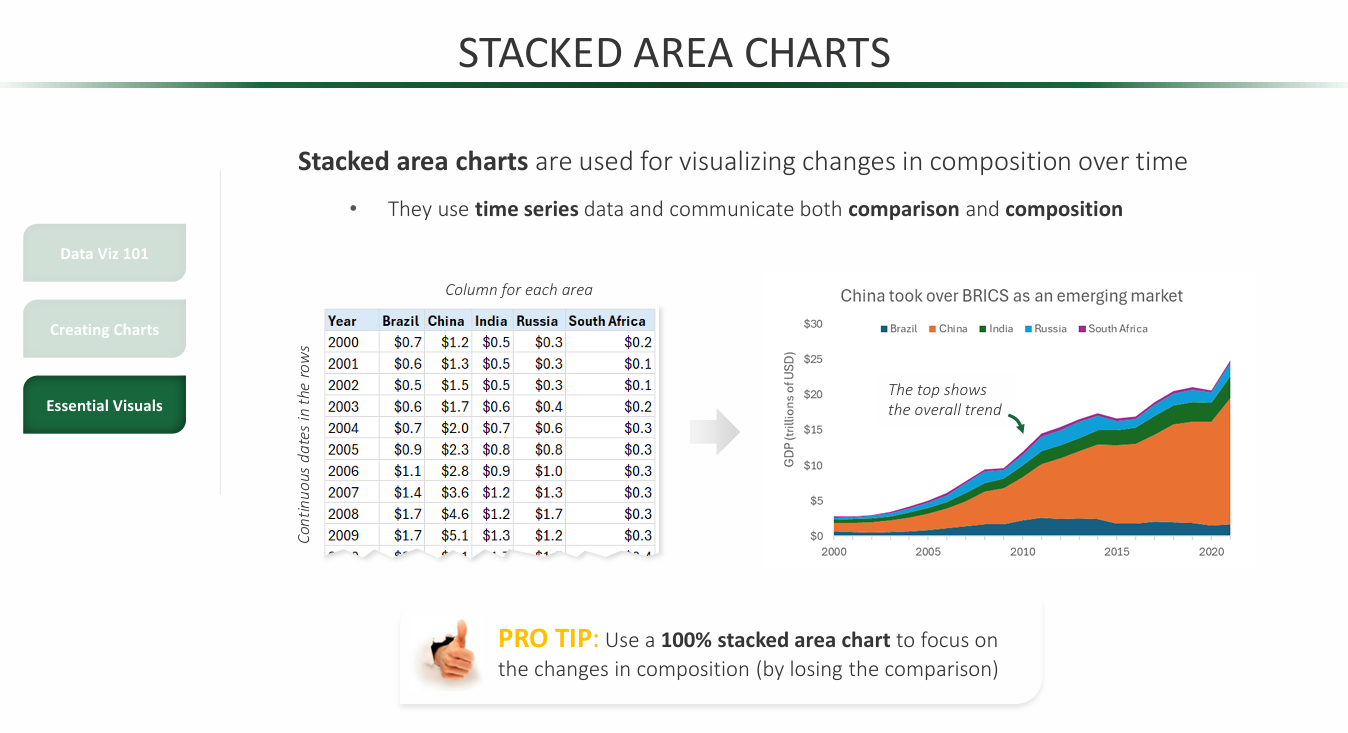 STACKED AREA CHARTS
Stacked area charts are used for visualizing changes in composition over time
• They use time series data and communicate both comparison and composition
Data Viz 101
Creating Charts
Essential Visuals
Column for each area
Continuous dates in the rows
Year Brazil China India Russia South Africa
2000 $0.7 $1.2 $0.5 $0.3 $0.2
2001 $0.6 $1.3 $0.5 $0.3 $0.1
2002 $0.5 $1.5 $0.5 $0.3 $0.1
2003 $0.6 $1.7 $0.6 $0.4 $0.2
2004 $0.7 $2.0 $0.7 $0.6 $0.3
2005 $0.9 $2.3 $0.8 $0.8 $0.3
2006 $1.1 $2.8 $0.9 $1.0 $0.3
2007 $1.4 $3.6 $1.2 $1.3 $0.3
2008 $1.7 $4.6 $1.2 $1.7 $0.3
2009 $1.7 $5.1 $1.3 $1.2 $0.3
China took over BRICS as an emerging market
Brazil China India Russia South Africa
GDP (trillions of USD)
$30
$25
$20
$15
$10
$5
$0
The top shows
the overall trend
2000 2005 2010 2015 2020
PRO TIP: Use a 100% stacked area chart to focus on
the changes in composition (by losing the comparison)